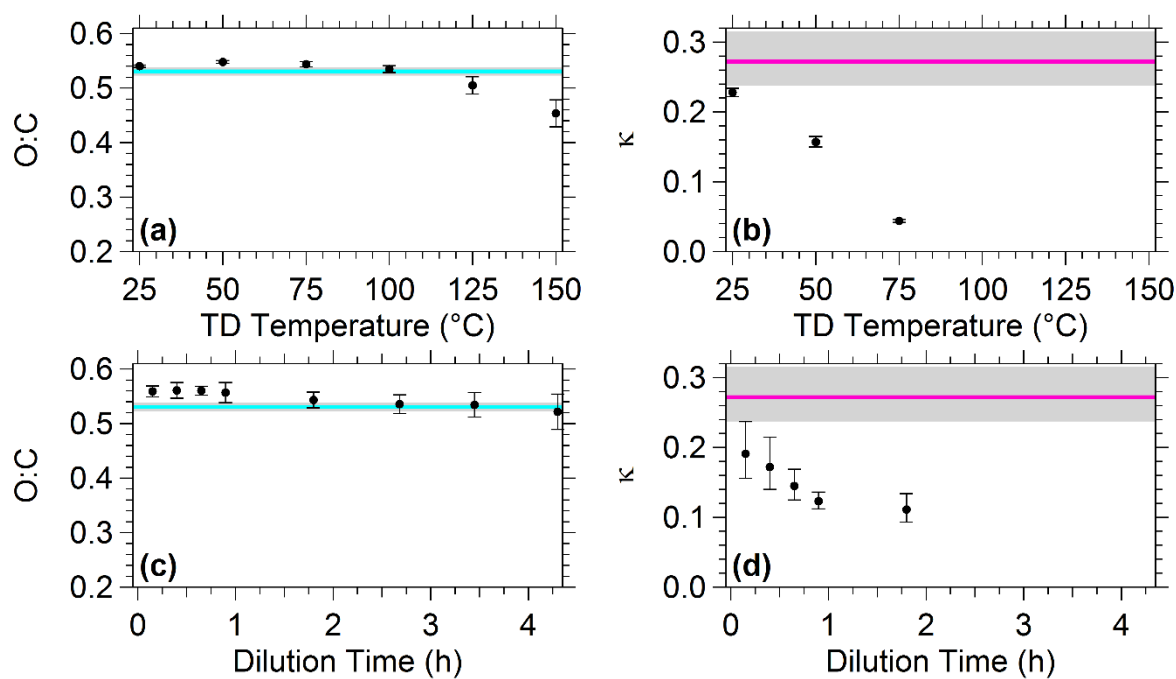 0.6
0.5
0.4
0.3
0.2
O:C
(a)
25 50 75 100 125 150
TD Temperature (°C)
0.3
0.2
0.1
0.0
κ
(b)
25 50 75 100 125 150
TD Temperature (°C)
0.6
0.5
0.4
0.3
0.2
O:C
(c)
0 1 2 3 4
Dilution Time (h)
0.3
0.2
0.1
0.0
κ
(d)
0 1 2 3 4
Dilution Time (h)